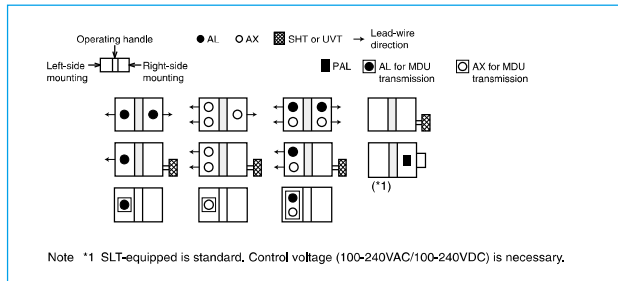 Operating handle
Left-side mounting
Right-side mounting
AL
AX
SHT or UVT
Lead-wire direction
PAL
AL for MDU transmission
AX for MDU transmission
(*1)
Note *1 SLT-equipped is standard. Control voltage (100-240VAC/100-240VDC) is necessary.